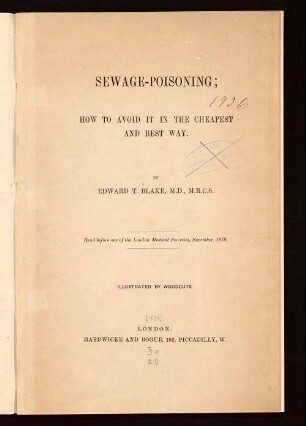 SEWAGE-POISONING;
1926
HOW TO AVOID IT IN THE CHEAPEST
AND BEST WAY.
BY
EDWARD T. BLAKE, M.D., M.R.C.S.
Read before one of the London Medical Societies, November, 1878.
ILLUSTRATED BY WOODCUTS.
LONDON:
HARDWICKE AND BOGUE, 192, PICCADILLY, W.